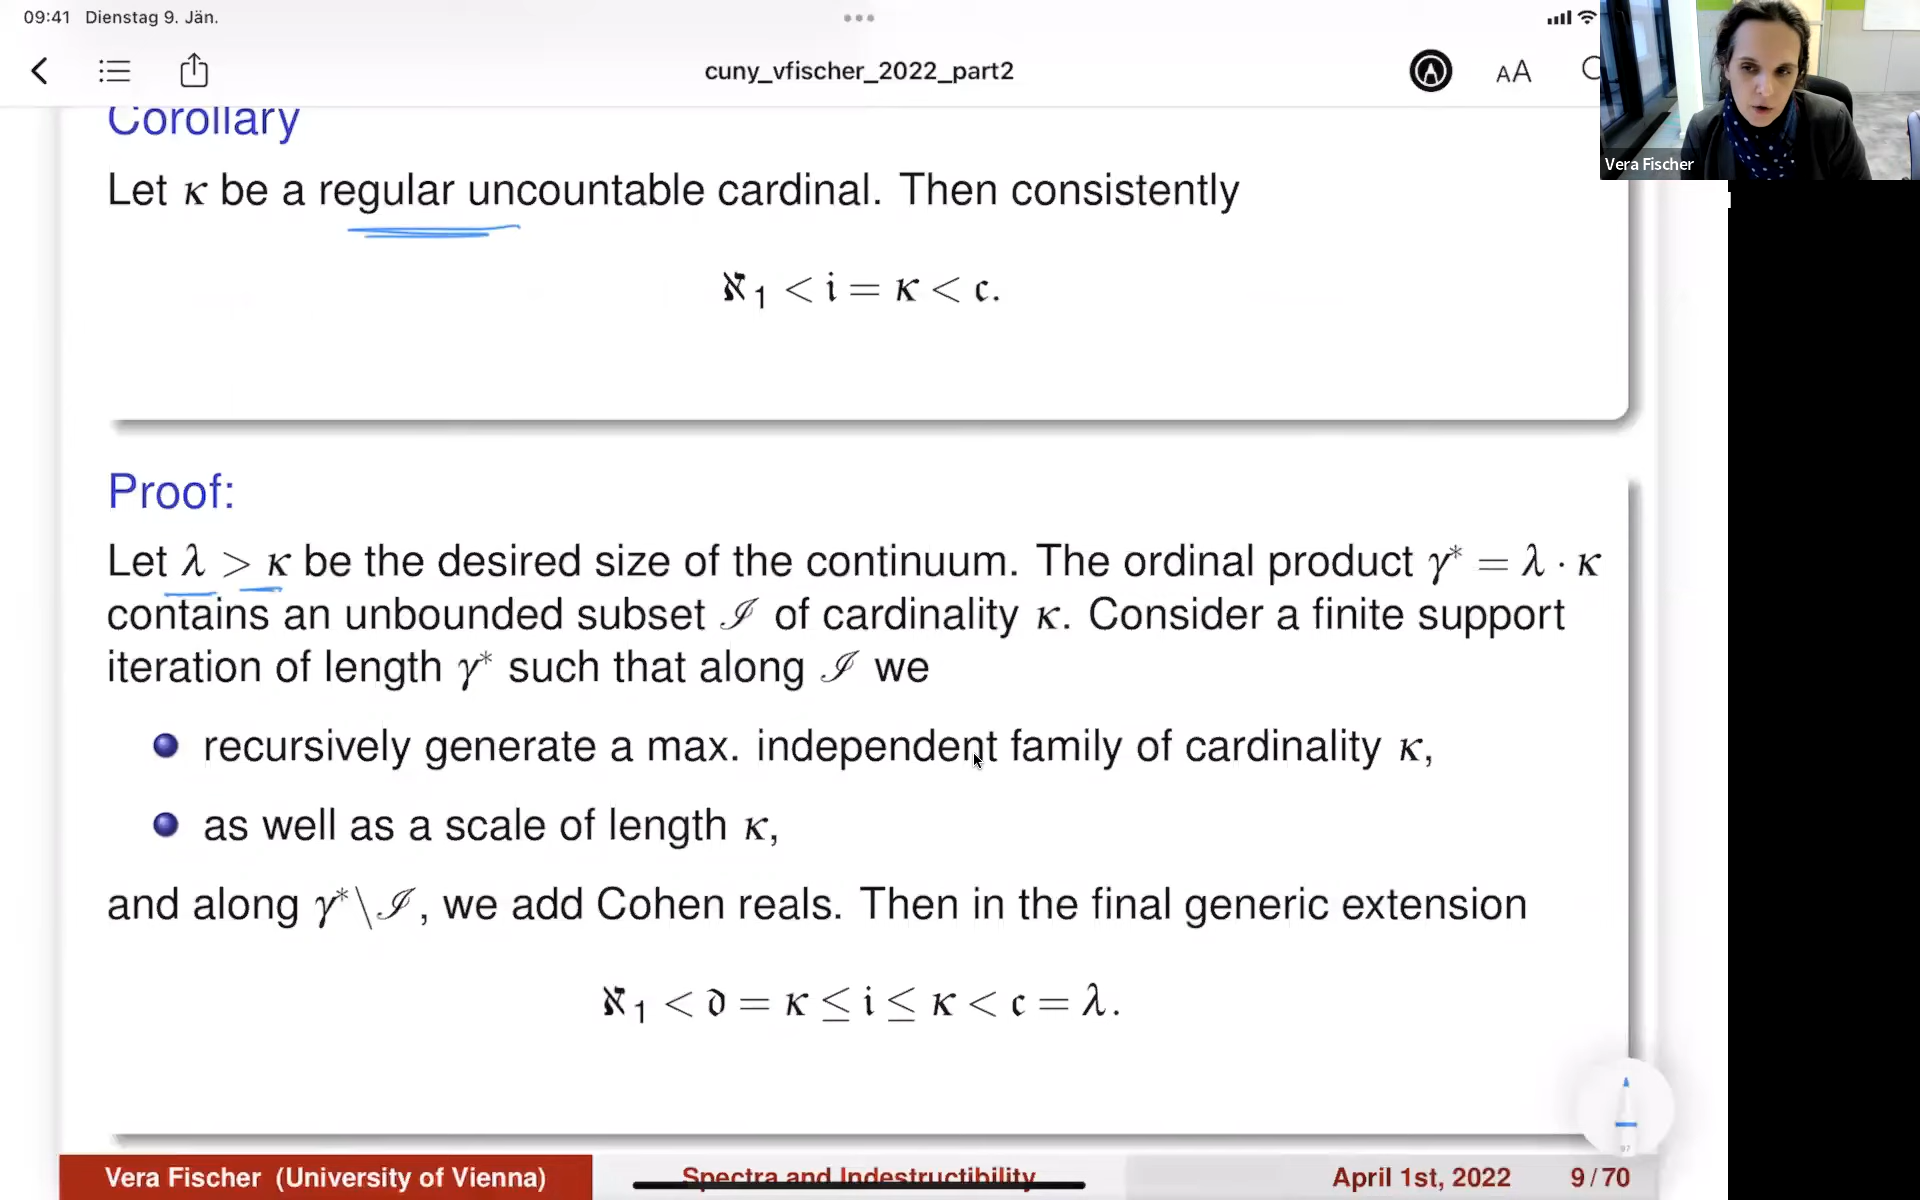 09:41 Dienstag 9. Jän.
cuny_vfischer_2022_part2
AA
Vera Fischer
Corollary
Let κ be a regular uncountable cardinal. Then consistently
ℵ₁ < 𝔦 = κ < 𝔠.
Proof:
Let λ > κ be the desired size of the continuum. The ordinal product γ* = λ · κ
contains an unbounded subset ℐ of cardinality κ. Consider a finite support
iteration of length γ* such that along ℐ we
recursively generate a max. independent family of cardinality κ,
as well as a scale of length κ,
and along γ*\ℐ, we add Cohen reals. Then in the final generic extension
ℵ₁ < 𝔡 = κ ≤ 𝔦 ≤ κ < 𝔠 = λ.
97
Vera Fischer (University of Vienna) Spectra and Indestructibility April 1st, 2022 9/70